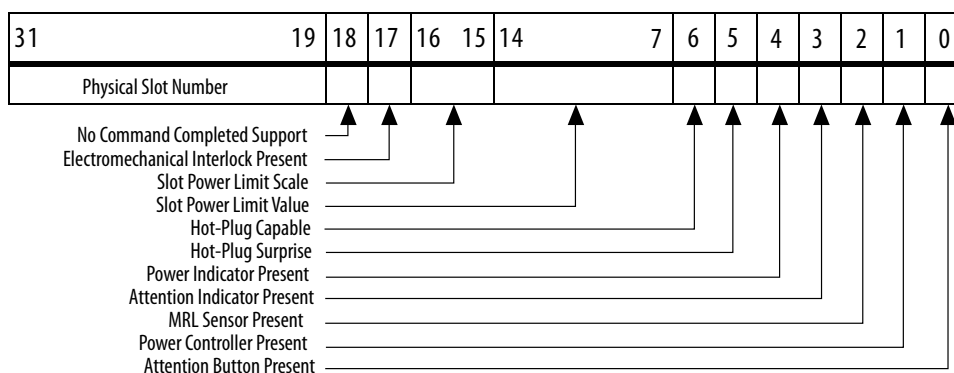 31 19 18 17 16 15 14 7 6 5 4 3 2 1 0
Physical Slot Number
No Command Completed Support
Electromechanical Interlock Present
Slot Power Limit Scale
Slot Power Limit Value
Hot-Plug Capable
Hot-Plug Surprise
Power Indicator Present
Attention Indicator Present
MRL Sensor Present
Power Controller Present
Attention Button Present